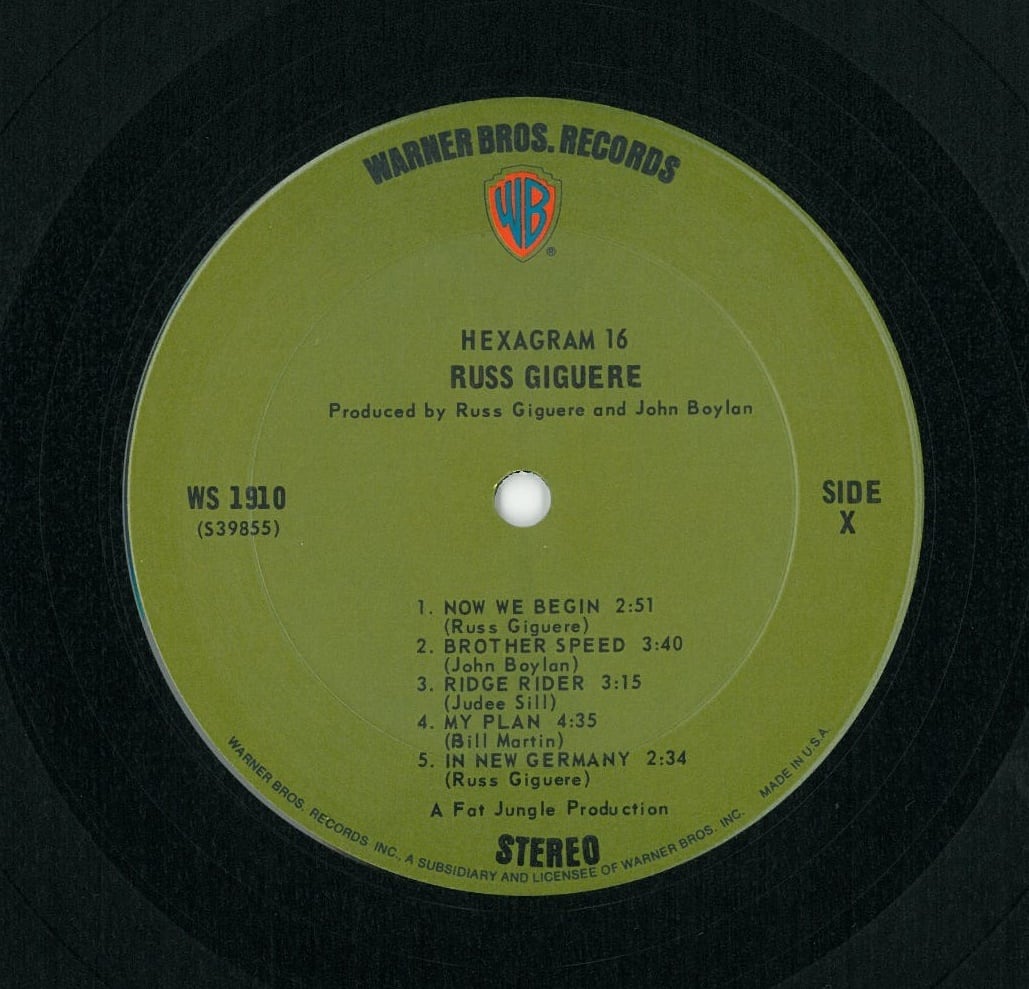 WARNER BROS. RECORDS
WB
®
HEXAGRAM 16
RUSS GIGUERE
Produced by Russ Giguere and John Boylan
WS 1910
(S39855)
SIDE
X
1. NOW WE BEGIN 2:51
(Russ Giguere)
2. BROTHER SPEED 3:40
(John Boylan)
3. RIDGE RIDER 3:15
(Judee Sill)
4. MY PLAN 4:35
(Bill Martin)
5. IN NEW GERMANY 2:34
(Russ Giguere)
A Fat Jungle Production
STEREO
WARNER BROS. RECORDS INC., A SUBSIDIARY AND LICENSEE OF WARNER BROS. INC. MADE IN U.S.A.